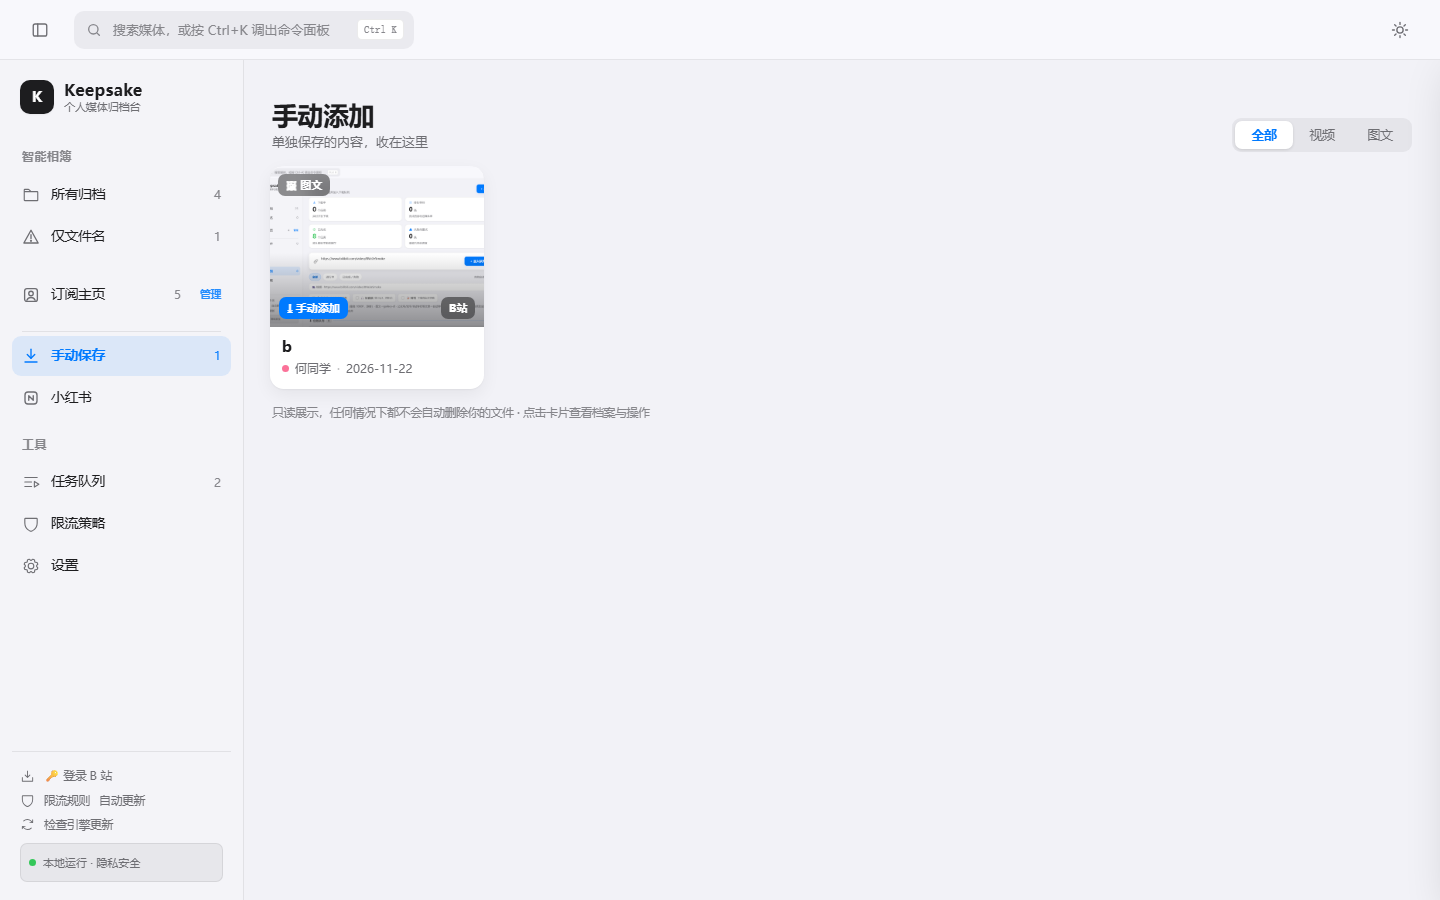 搜索媒体，或按 Ctrl+K 调出命令面板 Ctrl K
K
Keepsake
个人媒体归档台
智能相簿
所有归档 4
仅文件名 1
订阅主页 5 管理
手动保存 1
小红书
工具
任务队列 2
限流策略
设置
登录 B 站
限流规则 自动更新
检查引擎更新
本地运行 · 隐私安全
手动添加
单独保存的内容，收在这里
全部 视频 图文
图文
手动添加
B站
b
何同学 · 2026-11-22
只读展示，任何情况下都不会自动删除你的文件 · 点击卡片查看档案与操作